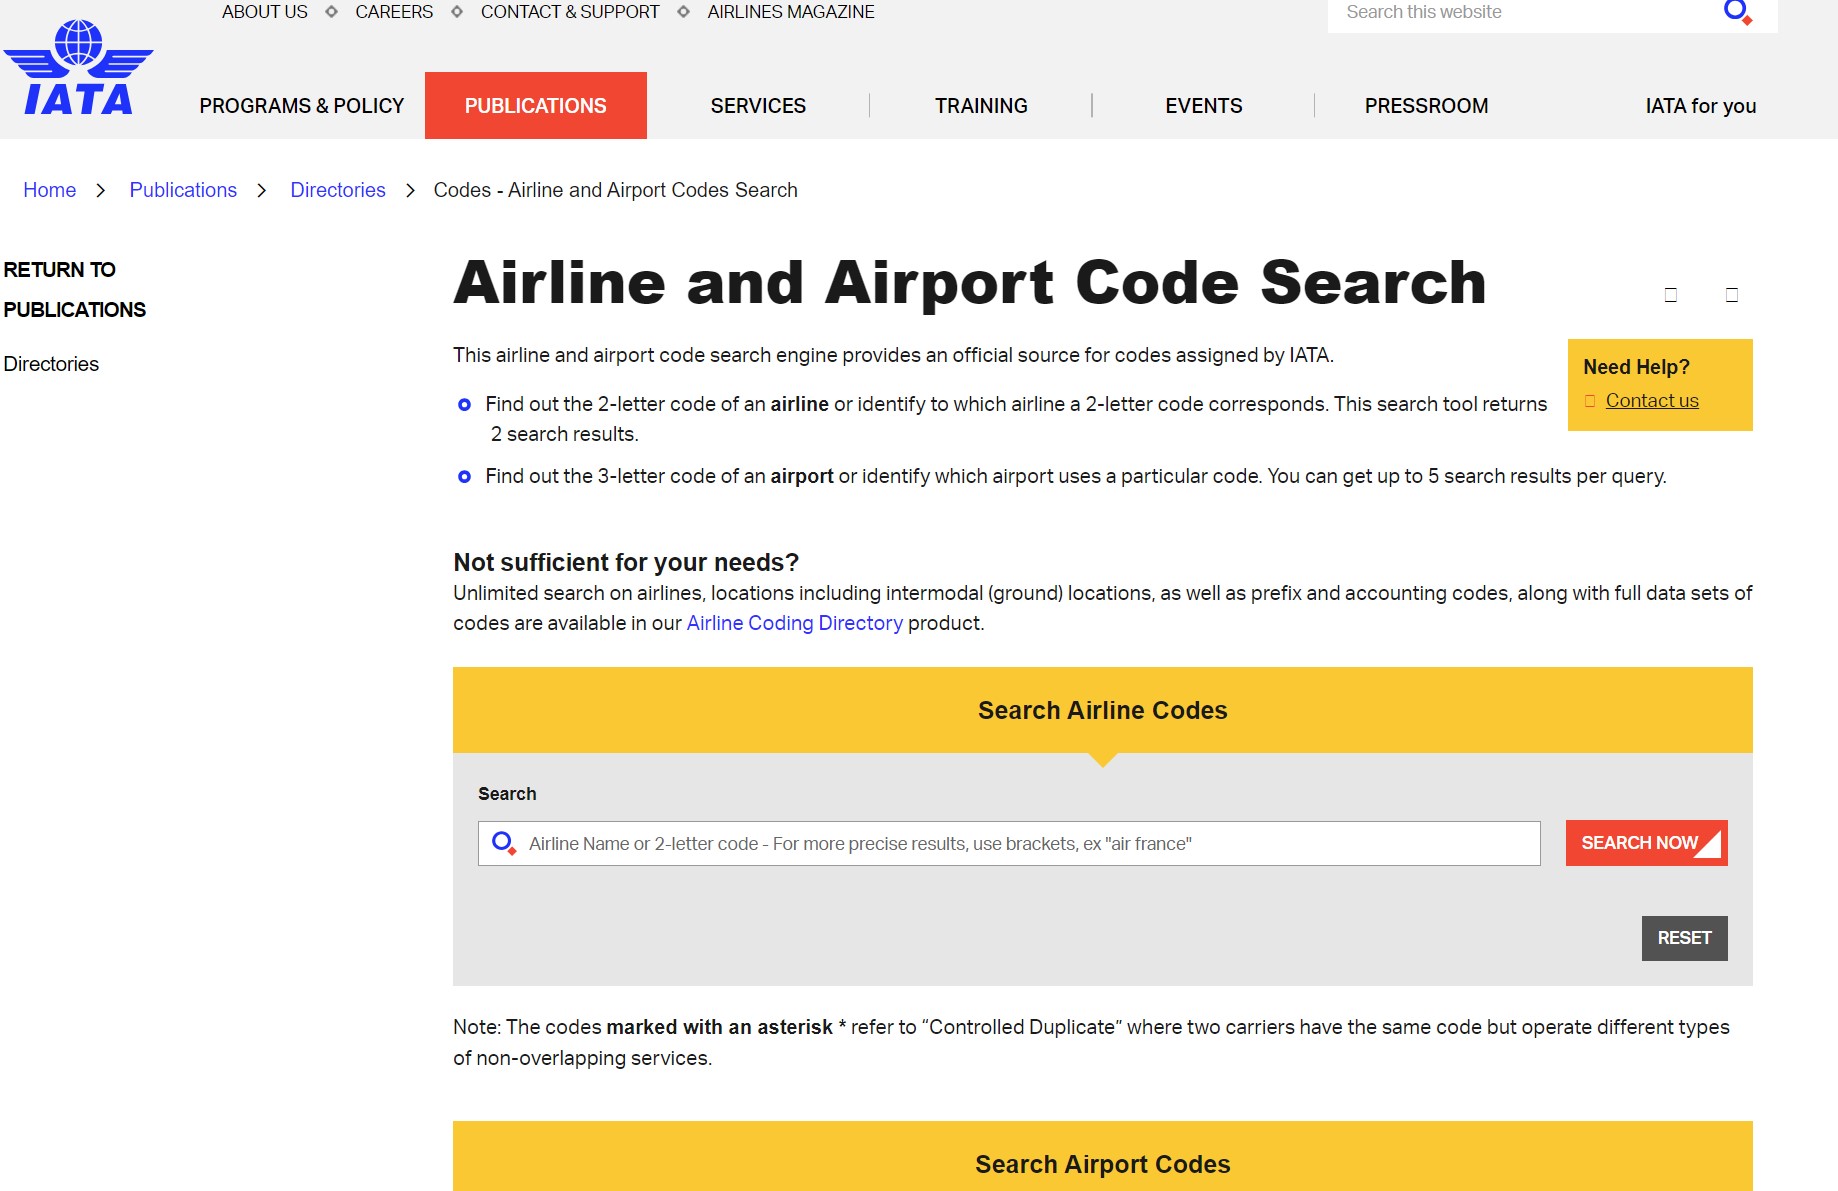 ABOUT US
CAREERS
CONTACT & SUPPORT
AIRLINES MAGAZINE
Search this website
IATA
PROGRAMS & POLICY
PUBLICATIONS
SERVICES
TRAINING
EVENTS
PRESSROOM
IATA for you
Home
Publications
Directories
Codes - Airline and Airport Codes Search
RETURN TO
PUBLICATIONS
Directories
Airline and Airport Code Search
This airline and airport code search engine provides an official source for codes assigned by IATA.
Need Help?
Contact us
Find out the 2-letter code of an airline or identify to which airline a 2-letter code corresponds. This search tool returns
2 search results.
Find out the 3-letter code of an airport or identify which airport uses a particular code. You can get up to 5 search results per query.
Not sufficient for your needs?
Unlimited search on airlines, locations including intermodal (ground) locations, as well as prefix and accounting codes, along with full data sets of
codes are available in our Airline Coding Directory product.
Search Airline Codes
Search
Airline Name or 2-letter code - For more precise results, use brackets, ex "air france"
SEARCH NOW
RESET
Note: The codes marked with an asterisk * refer to “Controlled Duplicate” where two carriers have the same code but operate different types
of non-overlapping services.
Search Airport Codes